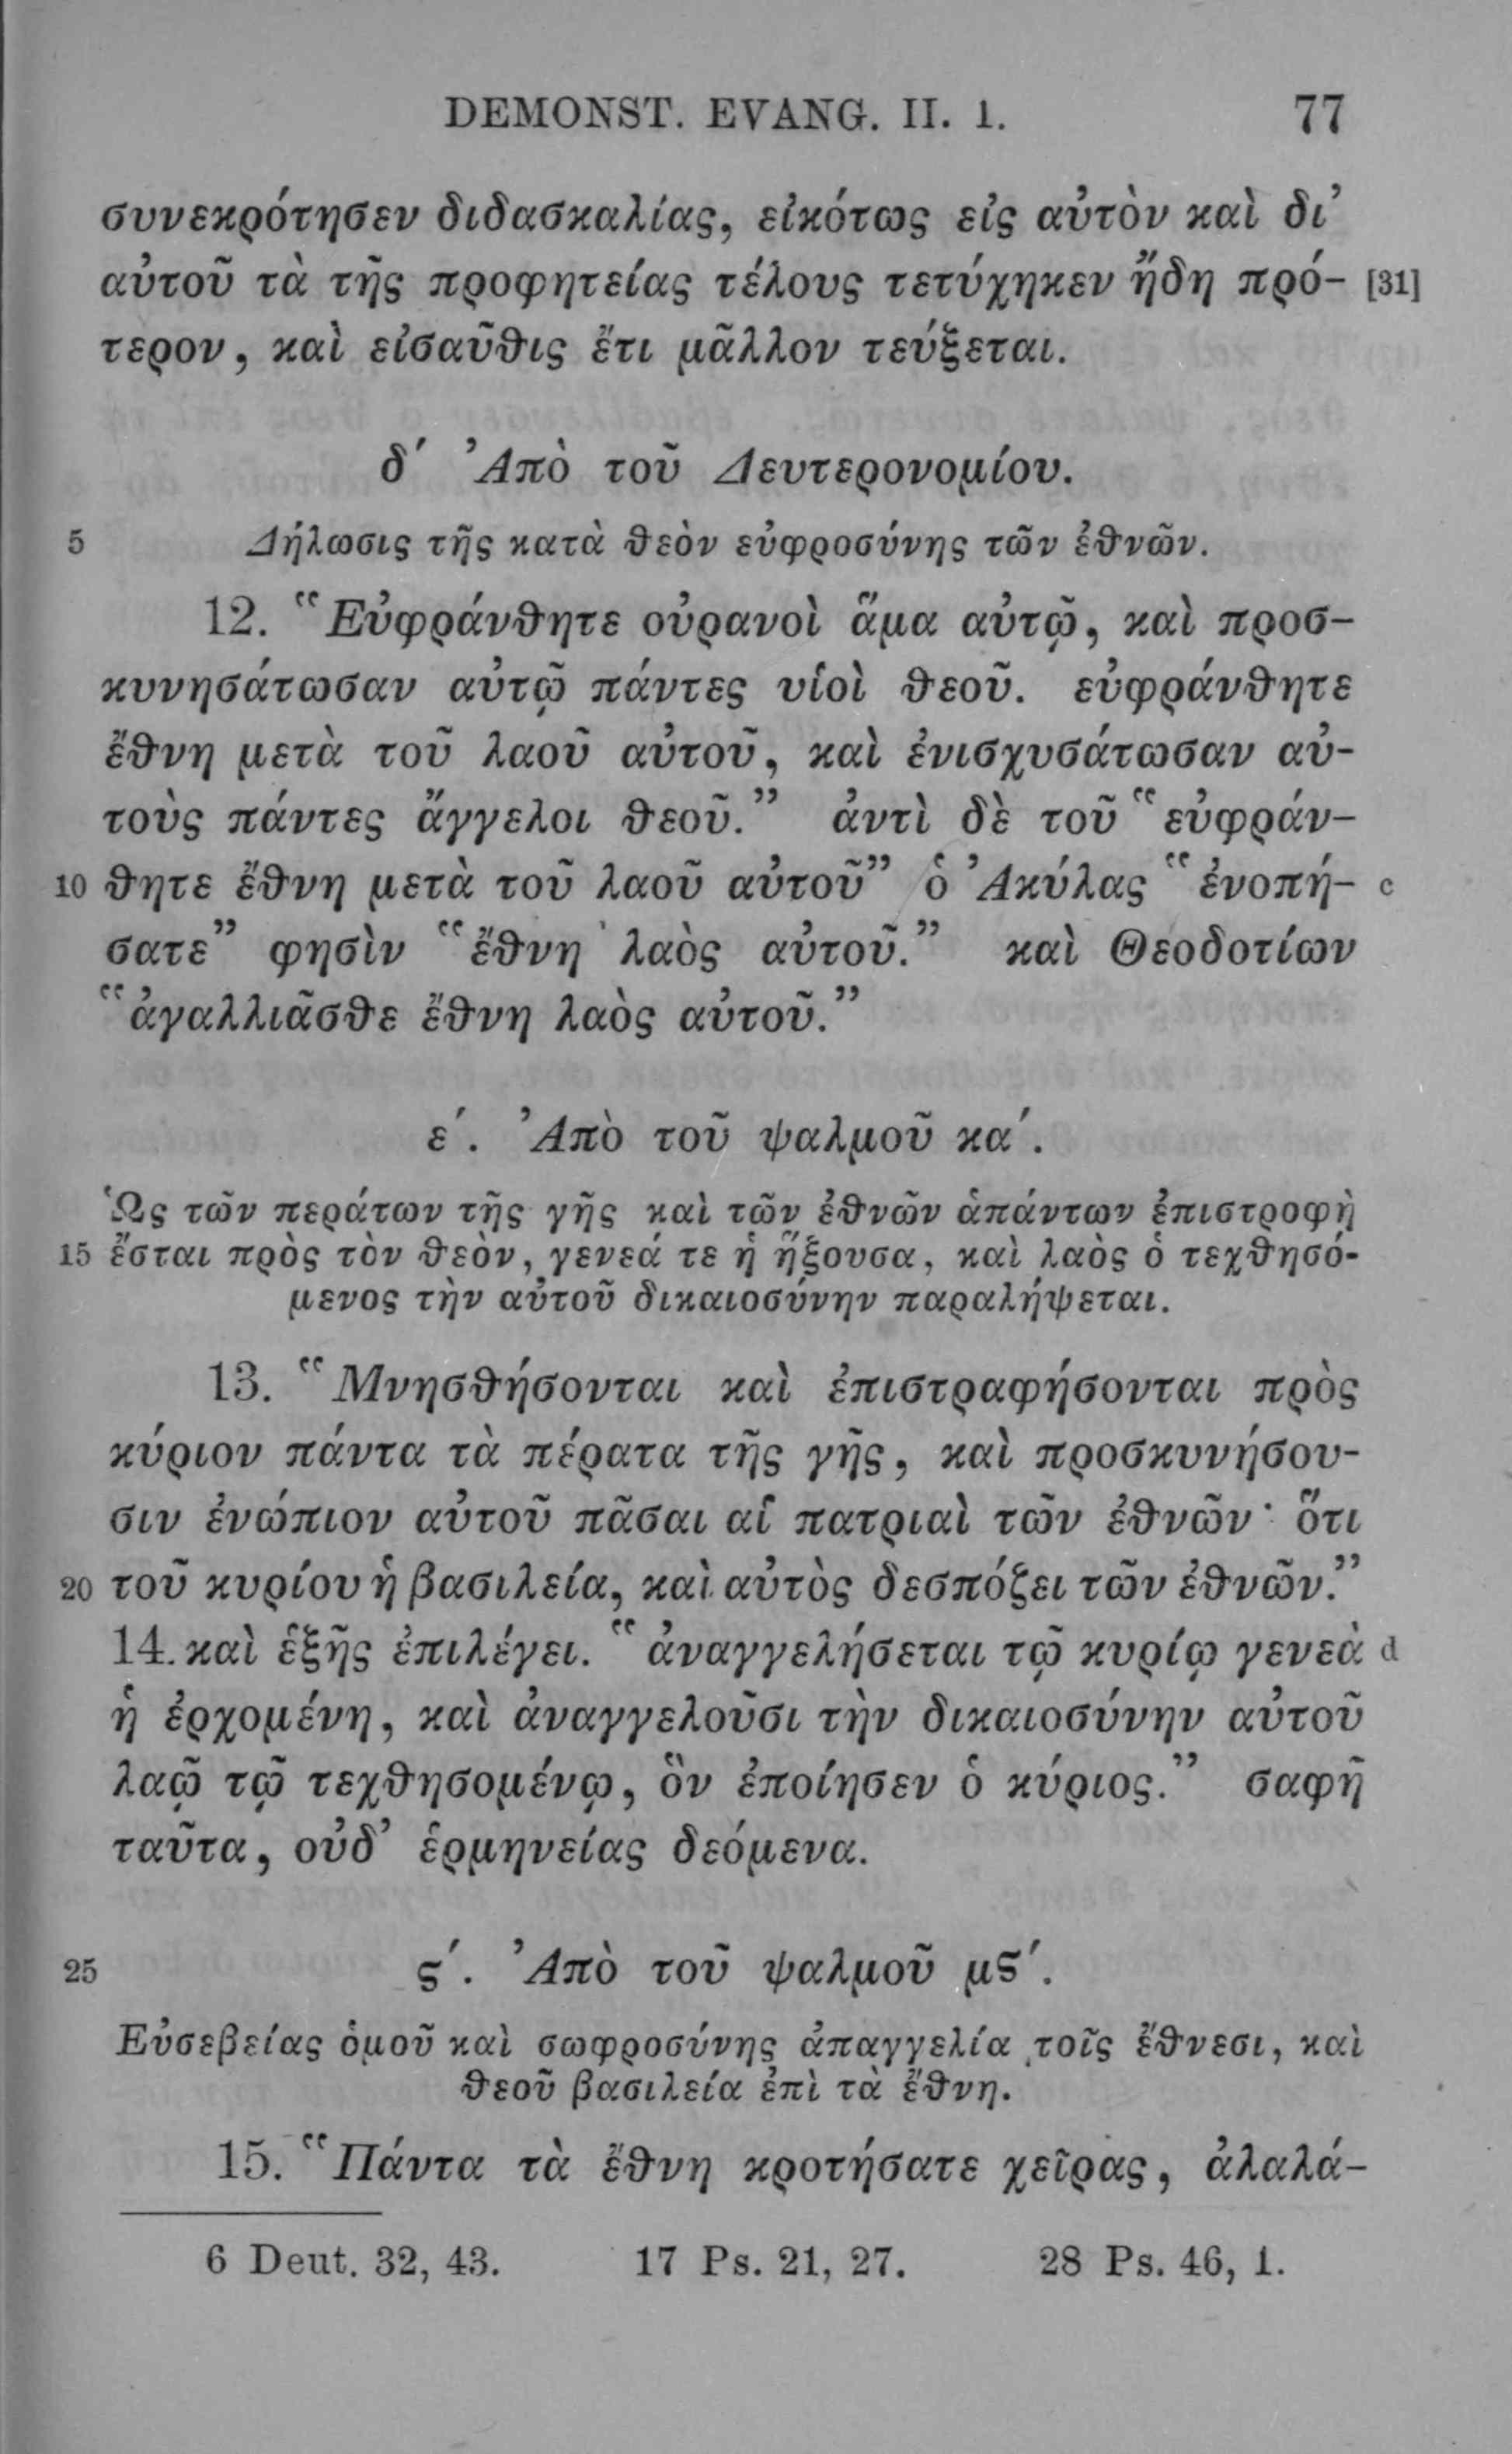 DEMONST. EVANG. II. 1. 77
συνεκρότησεν διδασκαλίας, εἰκότως εἰς αὐτὸν καὶ δι’
αὐτοῦ τὰ τῆς προφητείας τέλους τετύχηκεν ἤδη πρό- [31]
τερον, καὶ εἰσαῦθις ἔτι μᾶλλον τεύξεται.
δ´ Ἀπὸ τοῦ Δευτερονομίου.
5 Δήλωσις τῆς κατὰ θεὸν εὐφροσύνης τῶν ἐθνῶν.
12. “Εὐφράνθητε οὐρανοὶ ἅμα αὐτῷ, καὶ προσ-
κυνησάτωσαν αὐτῷ πάντες υἱοὶ θεοῦ. εὐφράνθητε
ἔθνη μετὰ τοῦ λαοῦ αὐτοῦ, καὶ ἐνισχυσάτωσαν αὐ-
τοὺς πάντες ἄγγελοι θεοῦ.” ἀντὶ δὲ τοῦ “εὐφράν-
10 θητε ἔθνη μετὰ τοῦ λαοῦ αὐτοῦ” ὁ Ἀκύλας “ἐνοπή- c
σατε” φησὶν “ἔθνη λαὸς αὐτοῦ.” καὶ Θεοδοτίων
“ἀγαλλιᾶσθε ἔθνη λαὸς αὐτοῦ.”
ε´. Ἀπὸ τοῦ ψαλμοῦ κα´.
Ὡς τῶν περάτων τῆς γῆς καὶ τῶν ἐθνῶν ἁπάντων ἐπιστροφὴ
15 ἔσται πρὸς τὸν θεὸν, γενεά τε ἡ ἥξουσα, καὶ λαὸς ὁ τεχθησό-
μενος τὴν αὐτοῦ δικαιοσύνην παραλήψεται.
13. “Μνησθήσονται καὶ ἐπιστραφήσονται πρὸς
κύριον πάντα τὰ πέρατα τῆς γῆς, καὶ προσκυνήσου-
σιν ἐνώπιον αὐτοῦ πᾶσαι αἱ πατριαὶ τῶν ἐθνῶν· ὅτι
20 τοῦ κυρίου ἡ βασιλεία, καὶ αὐτὸς δεσπόζει τῶν ἐθνῶν.”
14. καὶ ἑξῆς ἐπιλέγει. “ἀναγγελήσεται τῷ κυρίῳ γενεὰ d
ἡ ἐρχομένη, καὶ ἀναγγελοῦσι τὴν δικαιοσύνην αὐτοῦ
λαῷ τῷ τεχθησομένῳ, ὃν ἐποίησεν ὁ κύριος.” σαφῆ
ταῦτα, οὐδ’ ἑρμηνείας δεόμενα.
25 ς´. Ἀπὸ τοῦ ψαλμοῦ μς´.
Εὐσεβείας ὁμοῦ καὶ σωφροσύνης ἀπαγγελία τοῖς ἔθνεσι, καὶ
θεοῦ βασιλεία ἐπὶ τὰ ἔθνη.
15. “Πάντα τὰ ἔθνη κροτήσατε χεῖρας, ἀλαλά-
6 Deut. 32, 43. 17 Ps. 21, 27. 28 Ps. 46, 1.